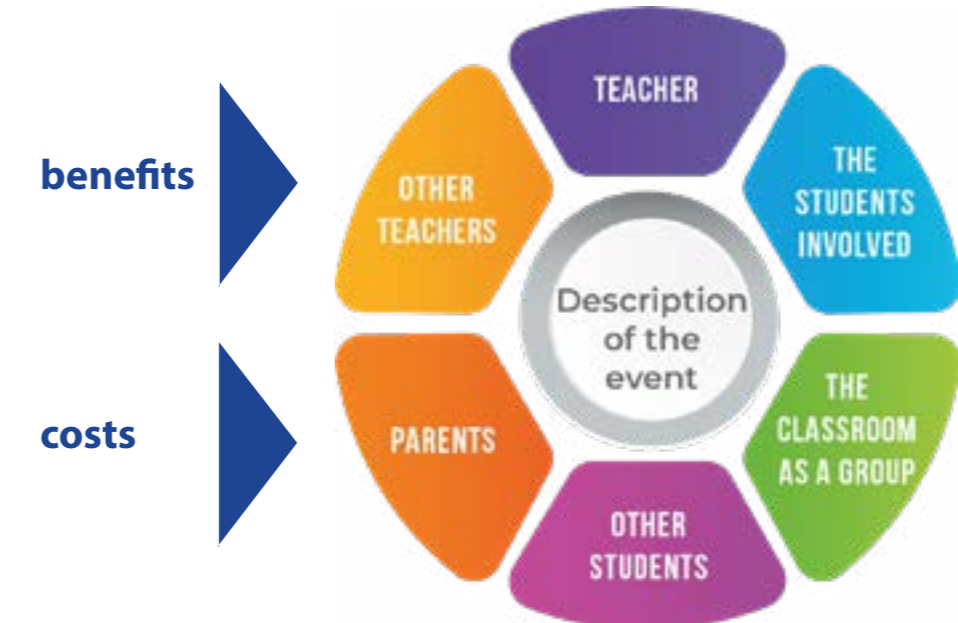 benefits
costs
TEACHER
THE
STUDENTS
INVOLVED
THE
CLASSROOM
AS A GROUP
OTHER
STUDENTS
PARENTS
OTHER
TEACHERS
Description
of the
event